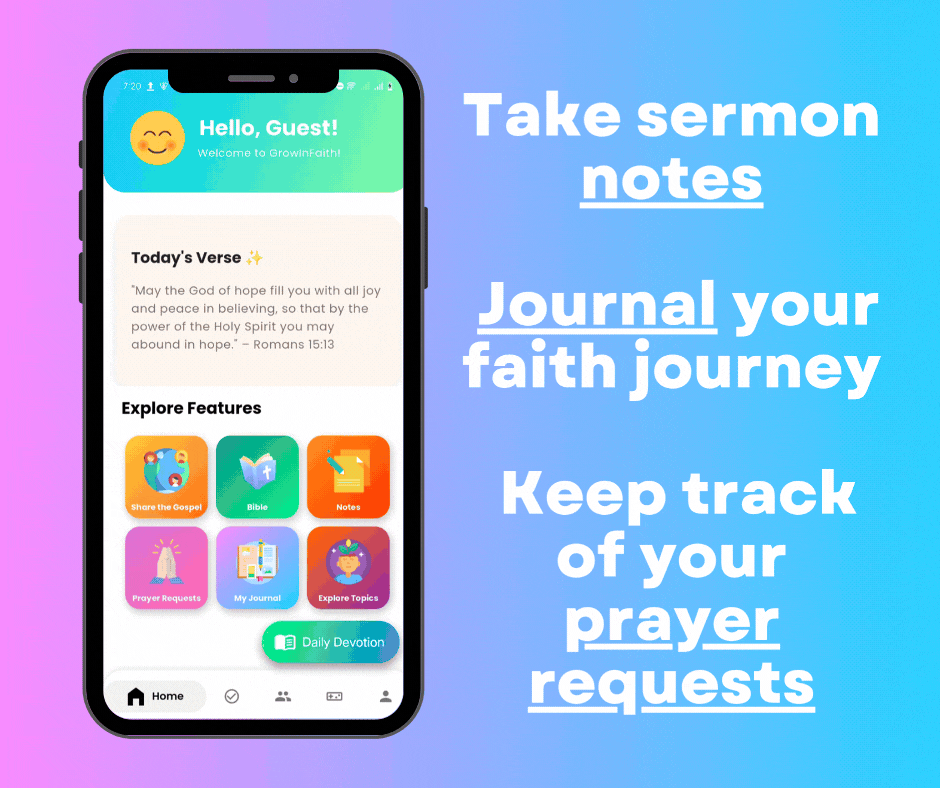 7:20
Hello, Guest!
Welcome to GrowInFaith!
Today's Verse ✨
"May the God of hope fill you with all joy
and peace in believing, so that by the
power of the Holy Spirit you may
abound in hope." – Romans 15:13
Explore Features
Share the Gospel
Bible
Notes
Prayer Requests
My Journal
Explore Topics
Daily Devotion
Home
Take sermon
notes
Journal your
faith journey
Keep track
of your
prayer
requests